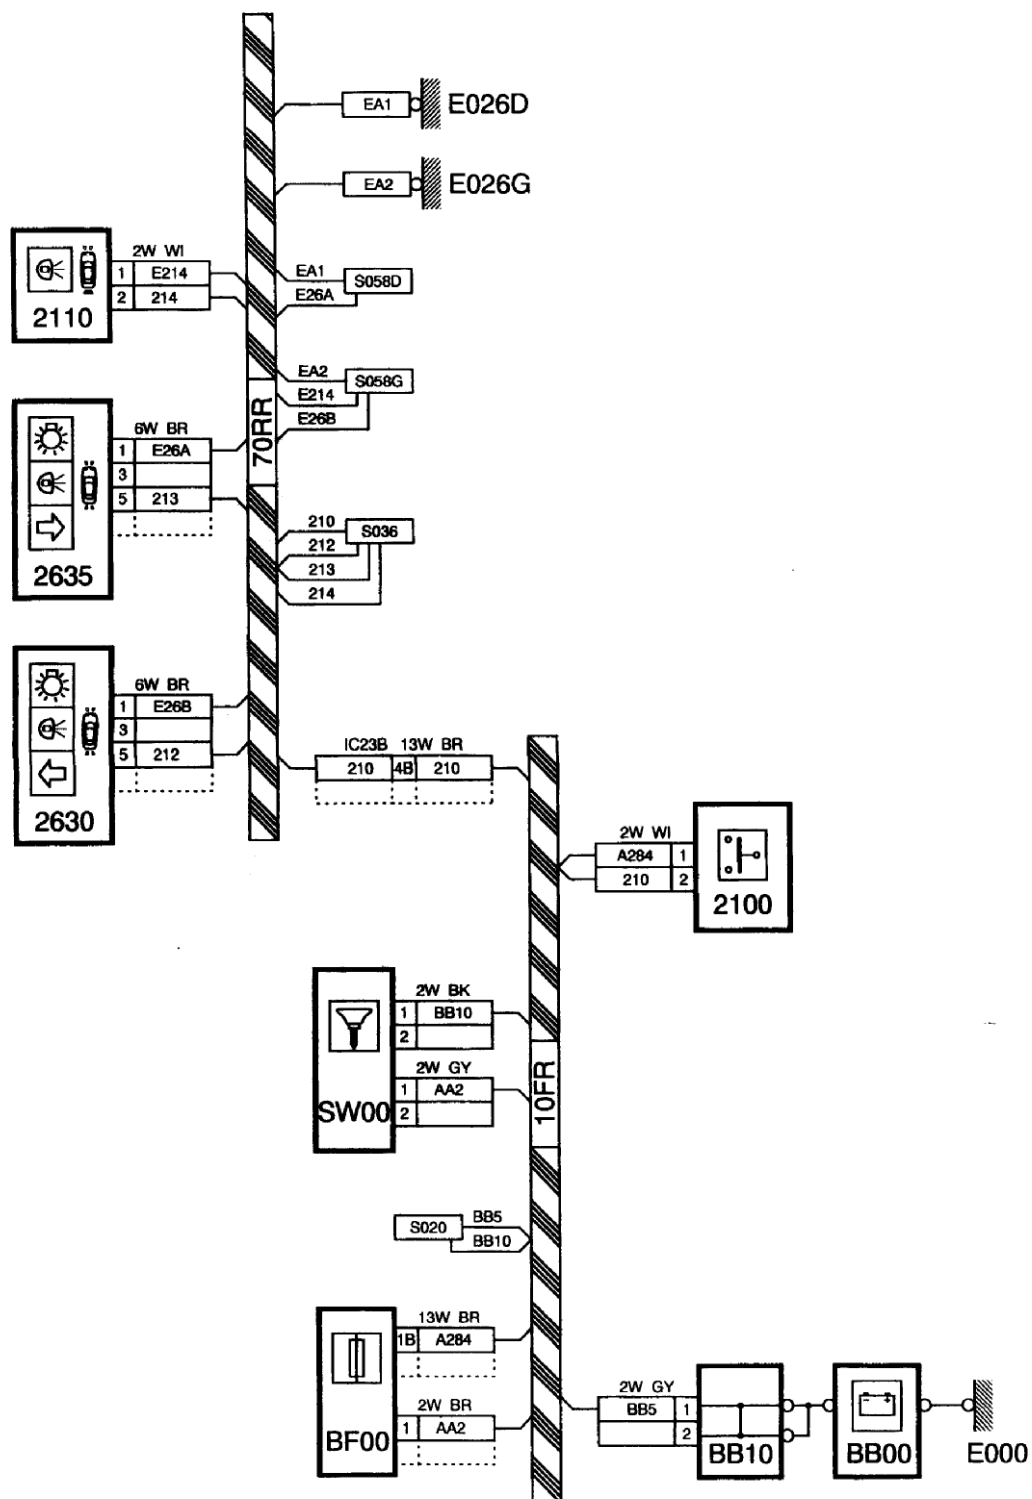 EA1 E026D
EA2 E026G
2W WI
1 E214
2 214
2110
EA1 S058D
E26A
EA2 S058G
E214
E26B
70RR
6W BR
1 E26A
3
5 213
2635
210 S036
212
213
214
6W BR
1 E26B
3
5 212
2630
IC23B 13W BR
210 4B 210
2W WI
A284 1
210 2
2100
2W BK
1 BB10
2
2W GY
1 AA2
2
SW00
10FR
S020 BB5
BB10
13W BR
1B A284
2W BR
1 AA2
BF00
2W GY
BB5 1
2
BB10
BB00
E000